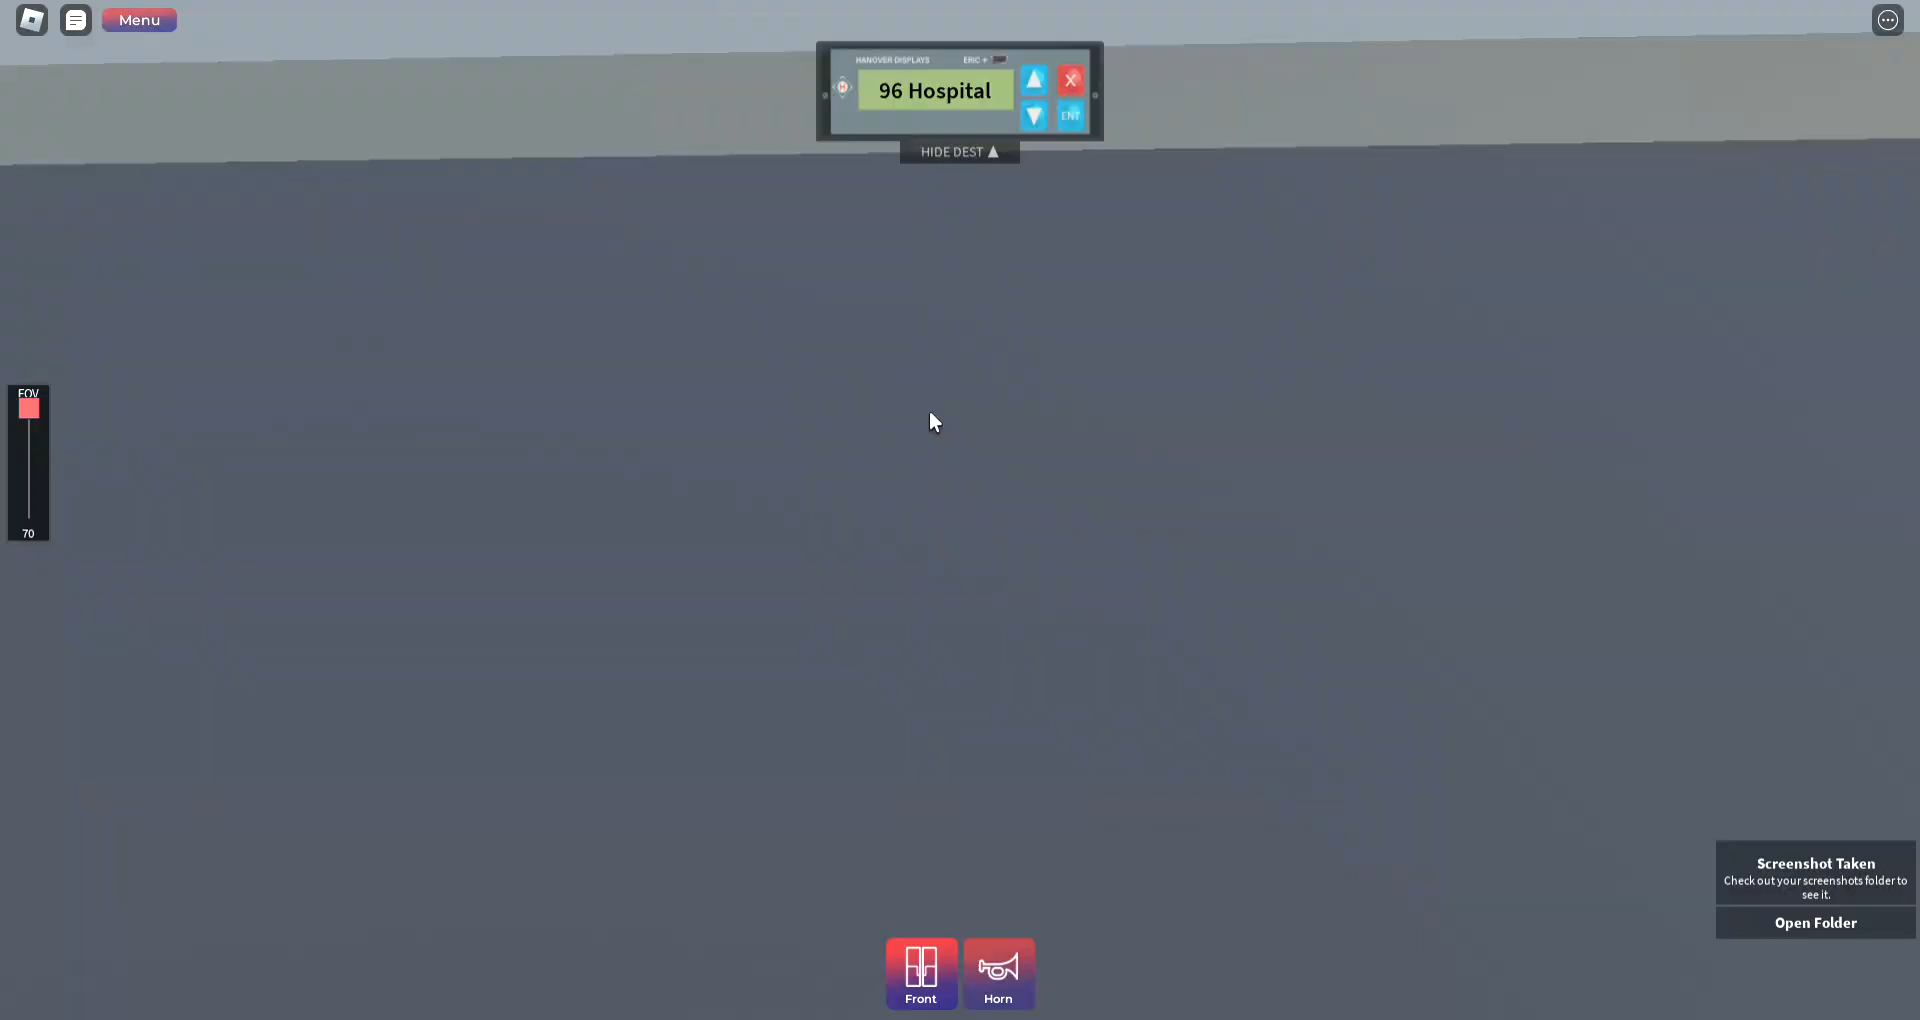 Menu
HANOVER DISPLAYS ERIC +
96 Hospital
X
ENT
HIDE DEST ▲
FOV
70
Screenshot Taken
Check out your screenshots folder to
see it.
Open Folder
Front
Horn